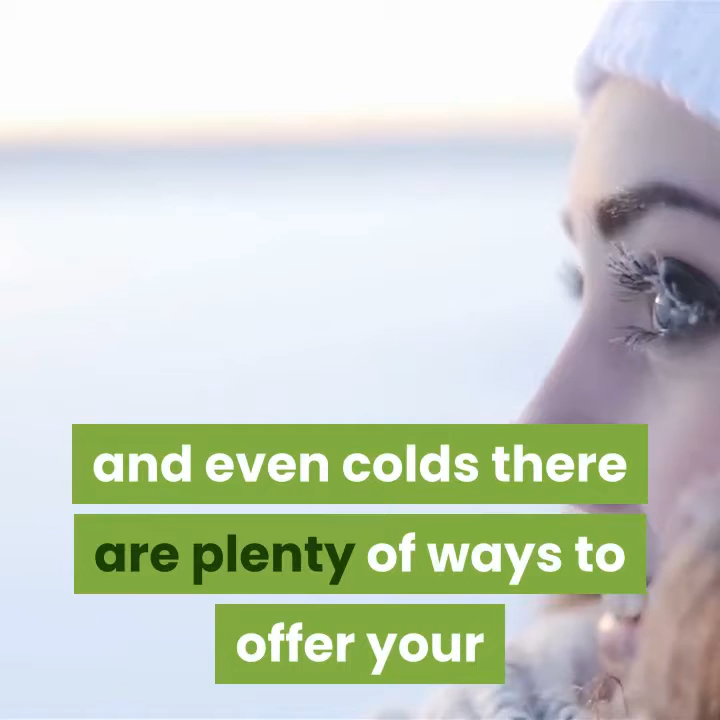 and even colds there
are plenty of ways to
offer your